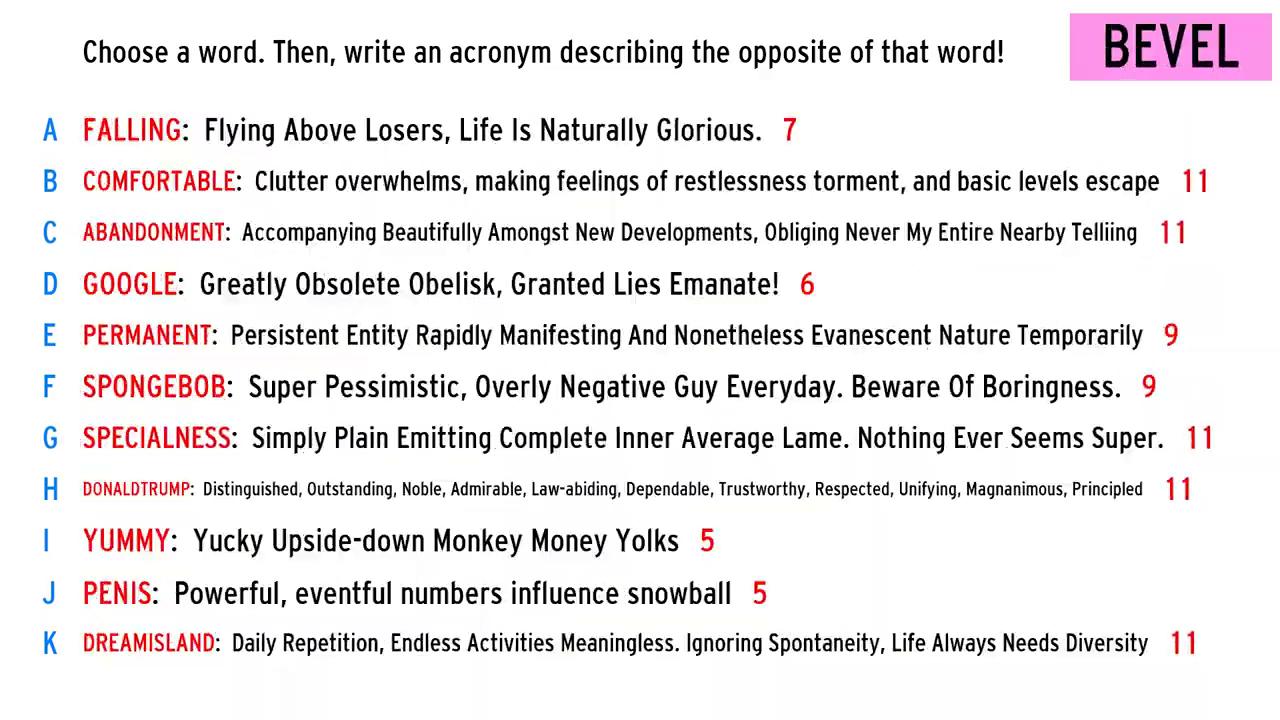 Choose a word. Then, write an acronym describing the opposite of that word!
BEVEL
A FALLING: Flying Above Losers, Life Is Naturally Glorious. 7
B COMFORTABLE: Clutter overwhelms, making feelings of restlessness torment, and basic levels escape 11
C ABANDONMENT: Accompanying Beautifully Amongst New Developments, Obliging Never My Entire Nearby Telliing 11
D GOOGLE: Greatly Obsolete Obelisk, Granted Lies Emanate! 6
E PERMANENT: Persistent Entity Rapidly Manifesting And Nonetheless Evanescent Nature Temporarily 9
F SPONGEBOB: Super Pessimistic, Overly Negative Guy Everyday. Beware Of Boringness. 9
G SPECIALNESS: Simply Plain Emitting Complete Inner Average Lame. Nothing Ever Seems Super. 11
H DONALDTRUMP: Distinguished, Outstanding, Noble, Admirable, Law-abiding, Dependable, Trustworthy, Respected, Unifying, Magnanimous, Principled 11
I YUMMY: Yucky Upside-down Monkey Money Yolks 5
J PENIS: Powerful, eventful numbers influence snowball 5
K DREAMISLAND: Daily Repetition, Endless Activities Meaningless. Ignoring Spontaneity, Life Always Needs Diversity 11